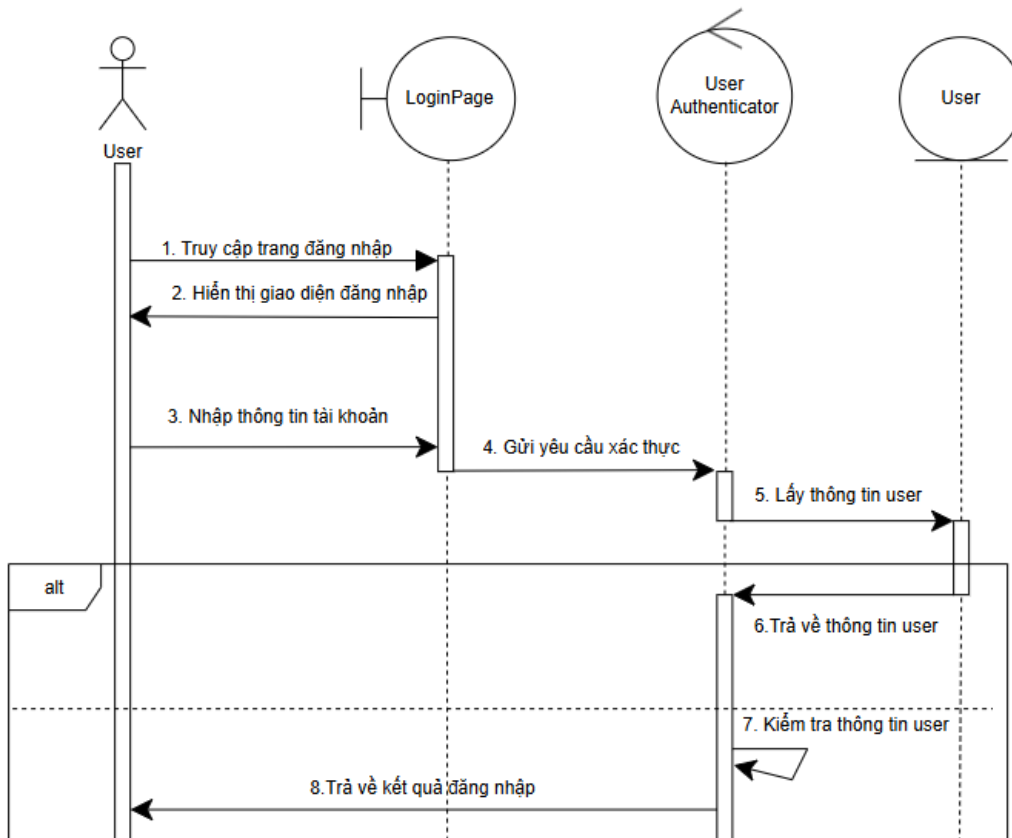 LoginPage
User
Authenticator
User
User
1. Truy cập trang đăng nhập
2. Hiển thị giao diện đăng nhập
3. Nhập thông tin tài khoản
4. Gửi yêu cầu xác thực
5. Lấy thông tin user
alt
6.Trả về thông tin user
7. Kiểm tra thông tin user
8.Trả về kết quả đăng nhập